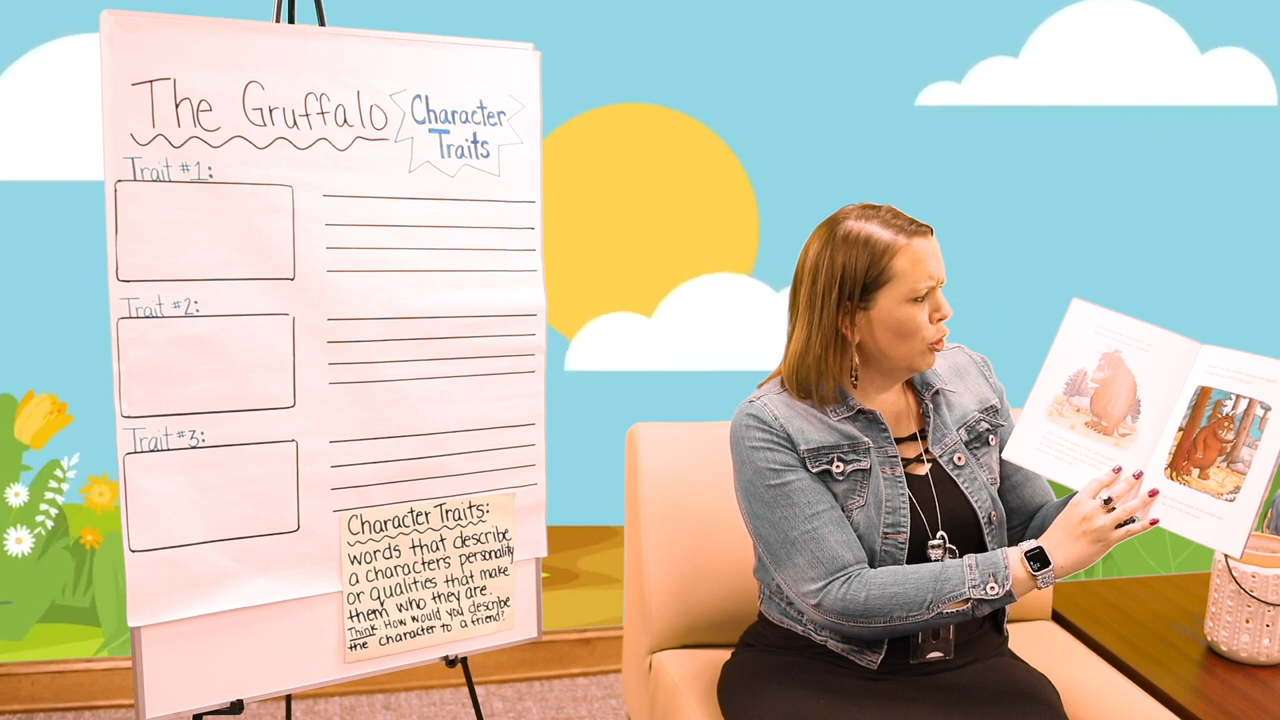 The Gruffalo
Character
Traits
Trait #1:
Trait #2:
Trait #3:
Character Traits:
words that describe
a characters personality
or qualities that make
them who they are.
Think: How would you describe
the character to a friend?